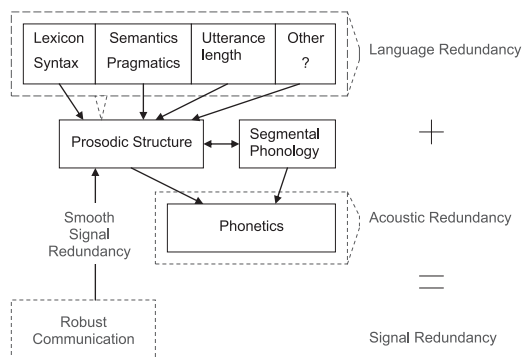 Lexicon
Syntax
Semantics
Pragmatics
Utterance
length
Other
?
Language Redundancy
Prosodic Structure
Segmental
Phonology
+
Smooth
Signal
Redundancy
Phonetics
Acoustic Redundancy
=
Robust
Communication
Signal Redundancy